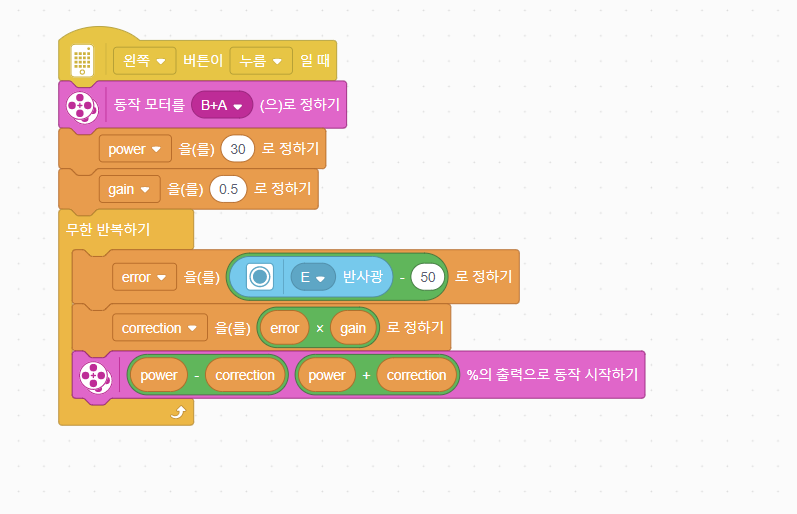 왼쪽 버튼이 누름 일 때
동작 모터를 B+A (으)로 정하기
power 을(를) 30 로 정하기
gain 을(를) 0.5 로 정하기
무한 반복하기
error 을(를) E 반사광 - 50 로 정하기
correction 을(를) error x gain 로 정하기
power - correction power + correction %의 출력으로 동작 시작하기